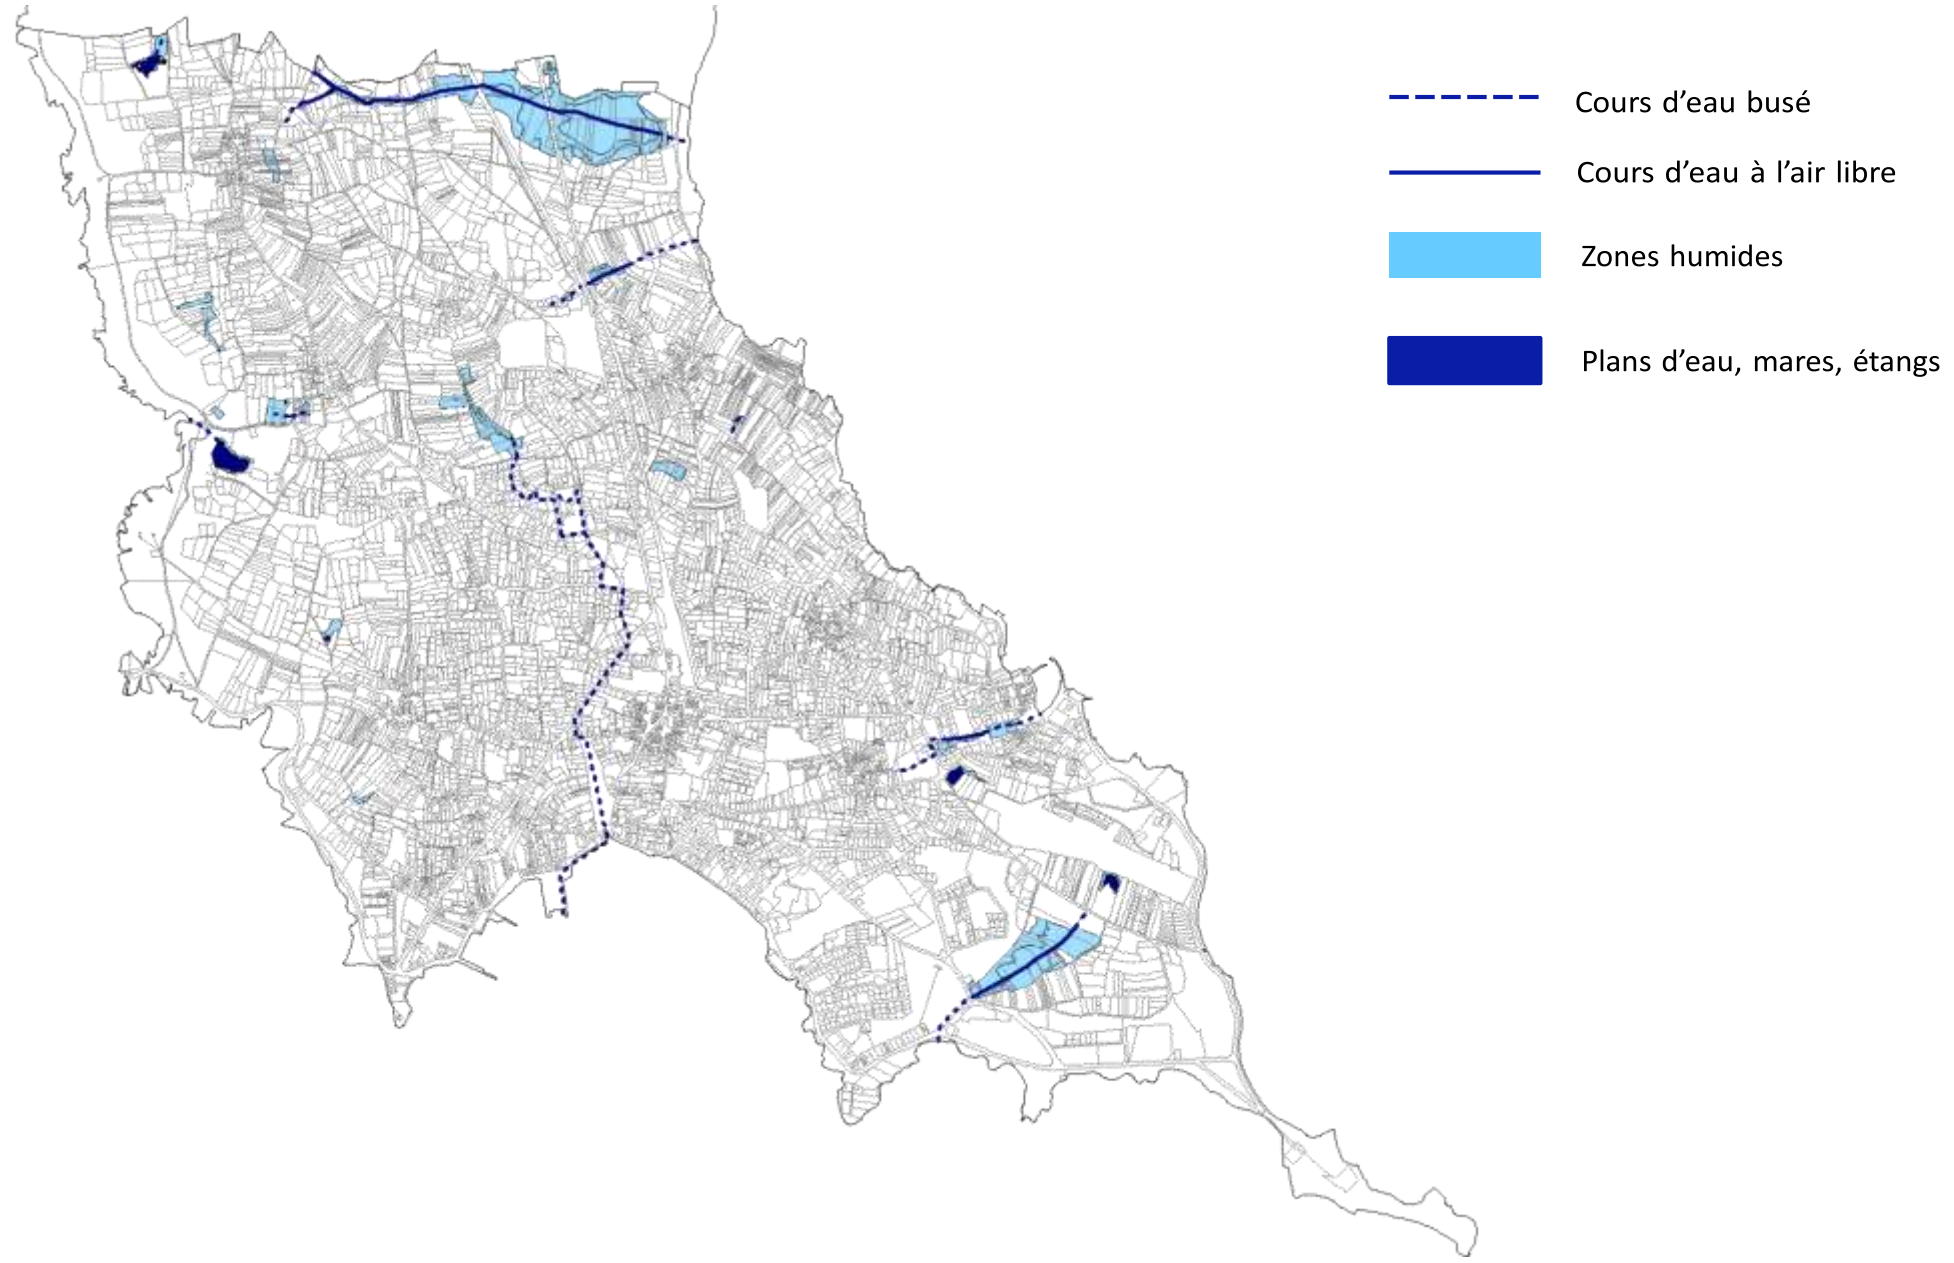 Cours d’eau busé
Cours d’eau à l’air libre
Zones humides
Plans d’eau, mares, étangs